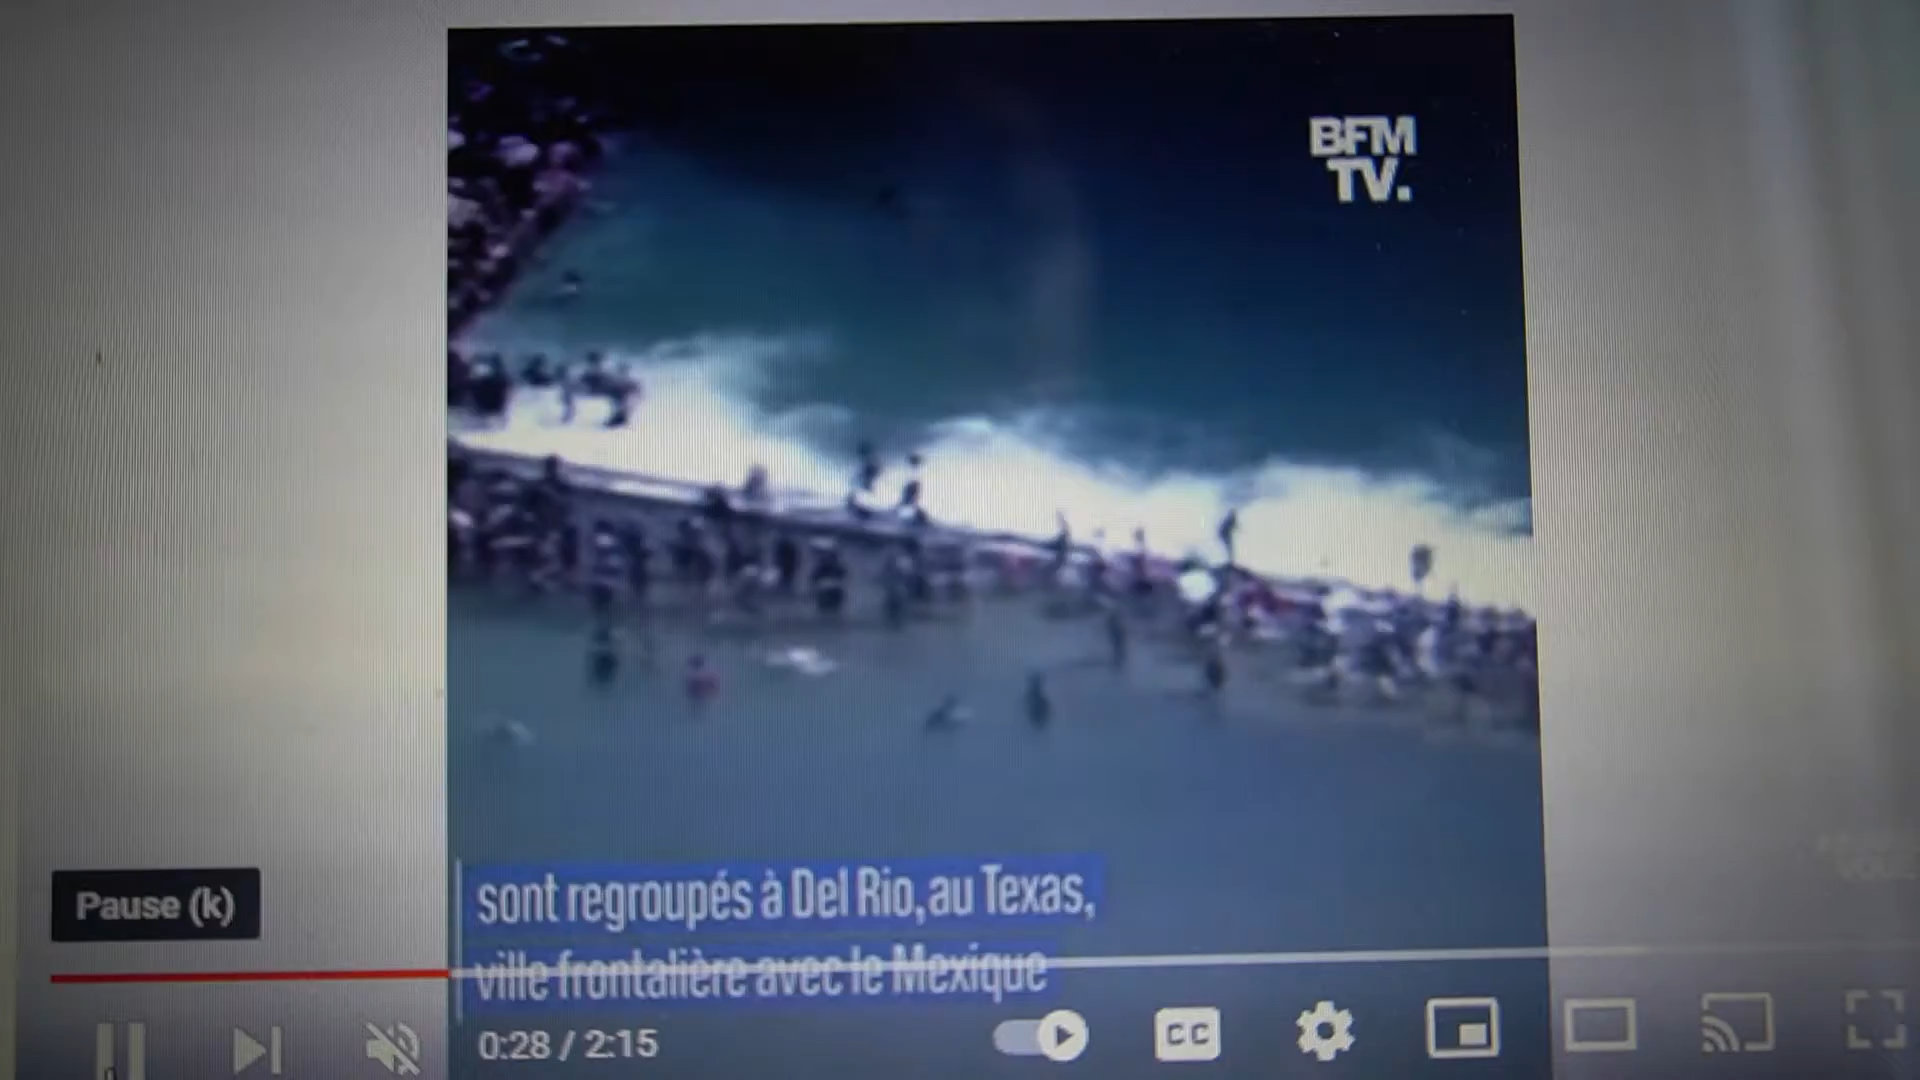 BFM
TV.
sont regroupés à Del Rio, au Texas,
ville frontalière avec le Mexique
Pause (k)
0:28 / 2:15
CC